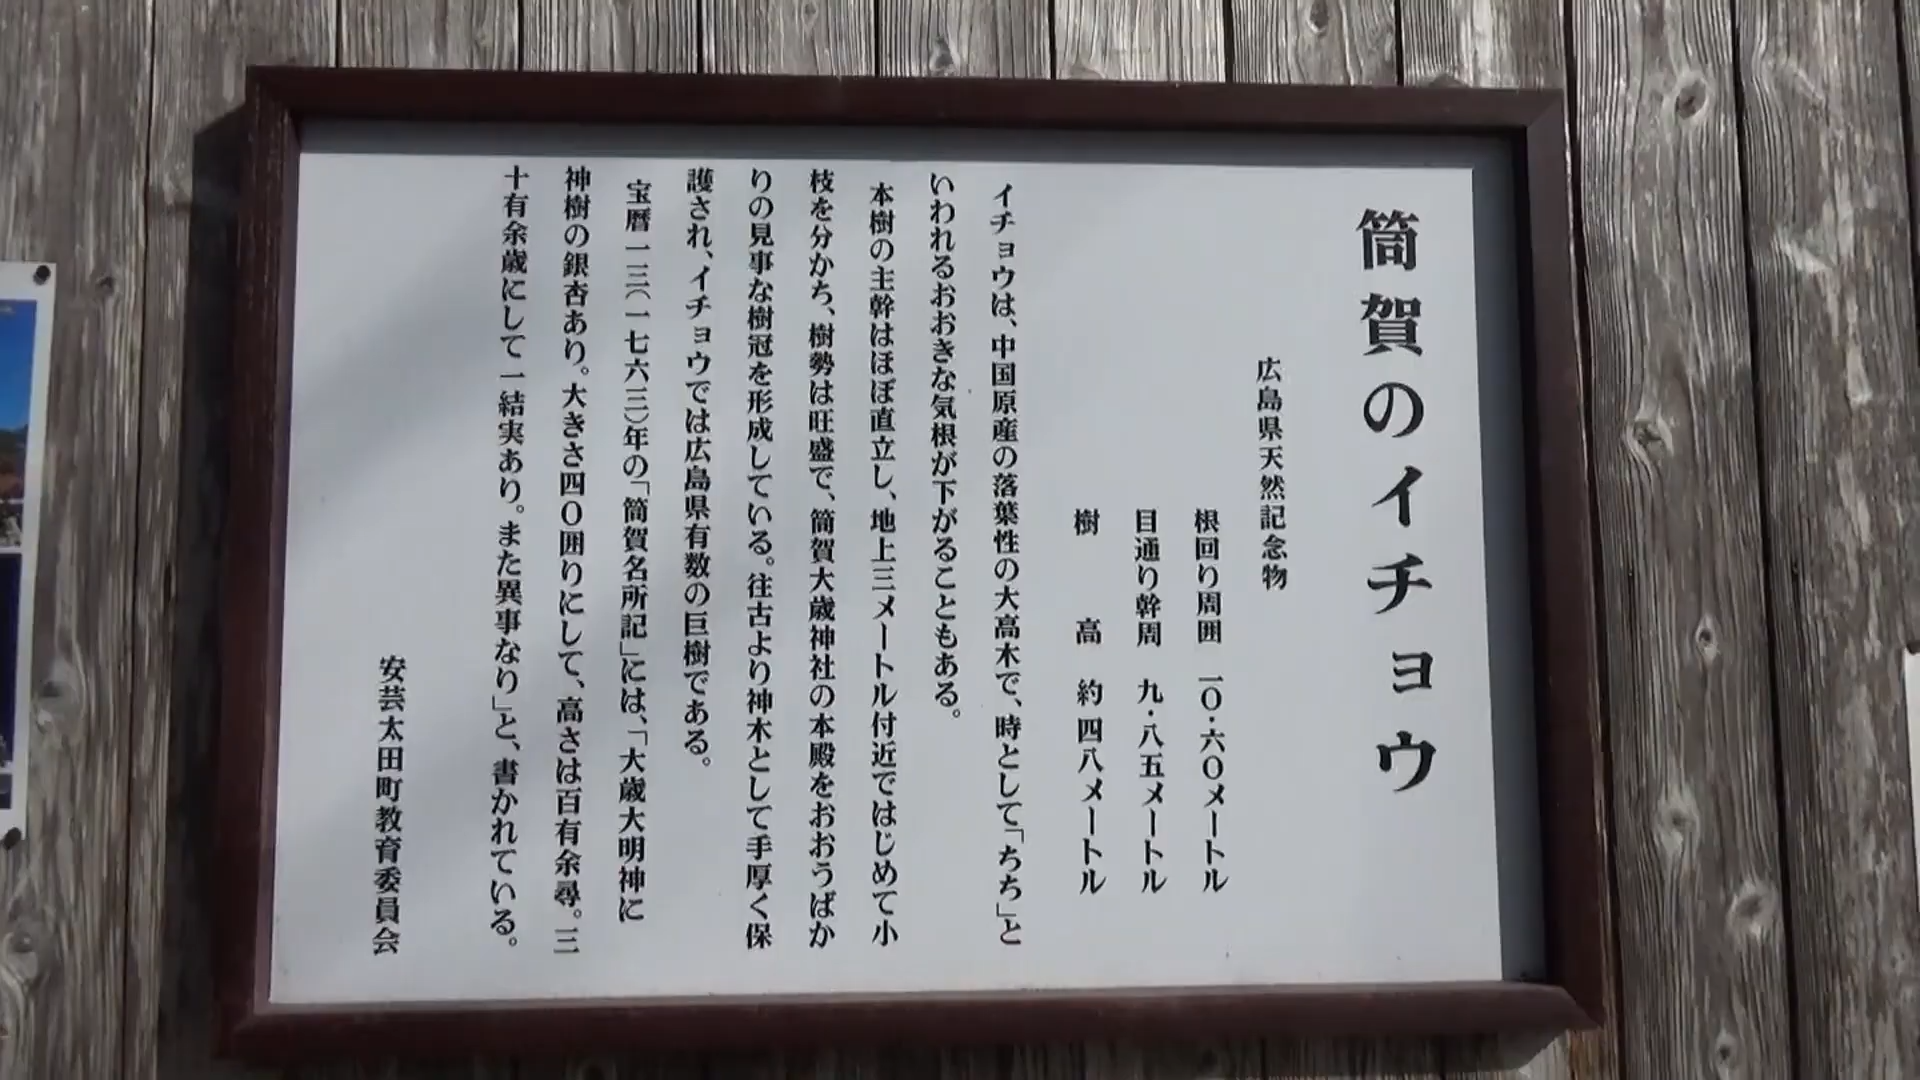 筒賀のイチョウ
広島県天然記念物
根回り周囲　一〇・六〇メートル
目通り幹周　九・八五メートル
樹　高　約四八メートル
イチョウは、中国原産の落葉性の大高木で、時として「ちち」と
いわれるおおきな気根が下がることもある。
本樹の主幹はほぼ直立し、地上三メートル付近ではじめて小
枝を分かち、樹勢は旺盛で、筒賀大歳神社の本殿をおおうばか
りの見事な樹冠を形成している。往古より神木として手厚く保
護され、イチョウでは広島県有数の巨樹である。
宝暦一三（一七六三）年の「筒賀名所記」には、「大歳大明神に
神樹の銀杏あり。大きさ四〇囲りにして、高さは百有余尋。三
十有余歳にして一結実あり。また異事なり」と、書かれている。
安芸太田町教育委員会